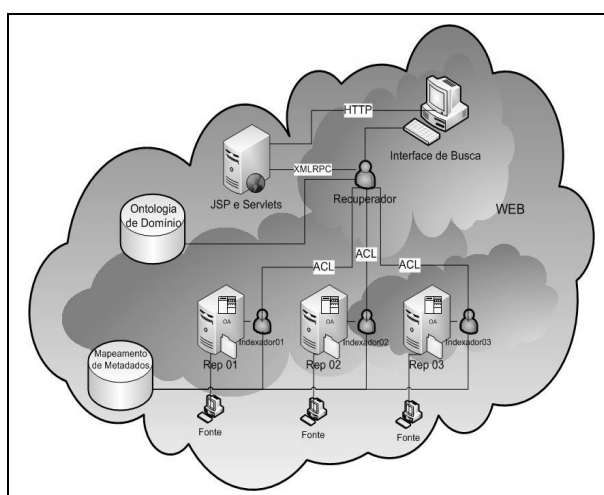 HTTP
Interface de Busca
XMLRPC
JSP e Servlets
Recuperador
WEB
Ontologia
de Domínio
ACL
ACL
ACL
OA
OA
OA
Indexador01
Indexador02
Indexador03
Rep 01
Rep 02
Rep 03
Mapeamento
de Metadados
Fonte
Fonte
Fonte